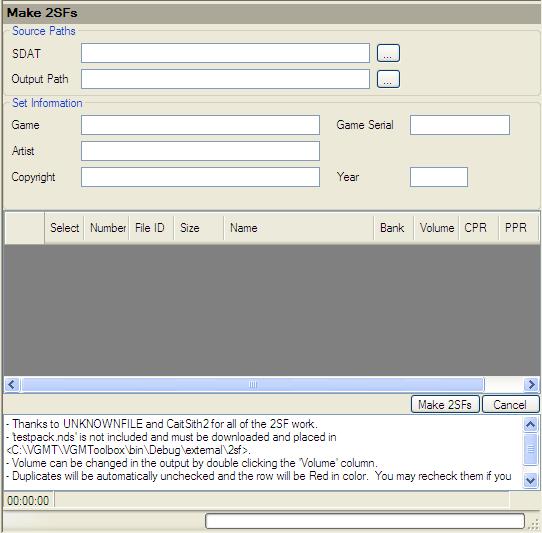 Make 2SFs
Source Paths
SDAT
...
Output Path
...
Set Information
Game
Game Serial
Artist
Copyright
Year
Select Number File ID Size Name Bank Volume CPR PPR
Make 2SFs Cancel
- Thanks to UNKNOWNFILE and CaitSith2 for all of the 2SF work.
- 'testpack.nds' is not included and must be downloaded and placed in
<C:\VGMT\VGMToolbox\bin\Debug\external\2sf>.
- Volume can be changed in the output by double clicking the 'Volume' column.
- Duplicates will be automatically unchecked and the row will be Red in color.  You may recheck them if you
00:00:00